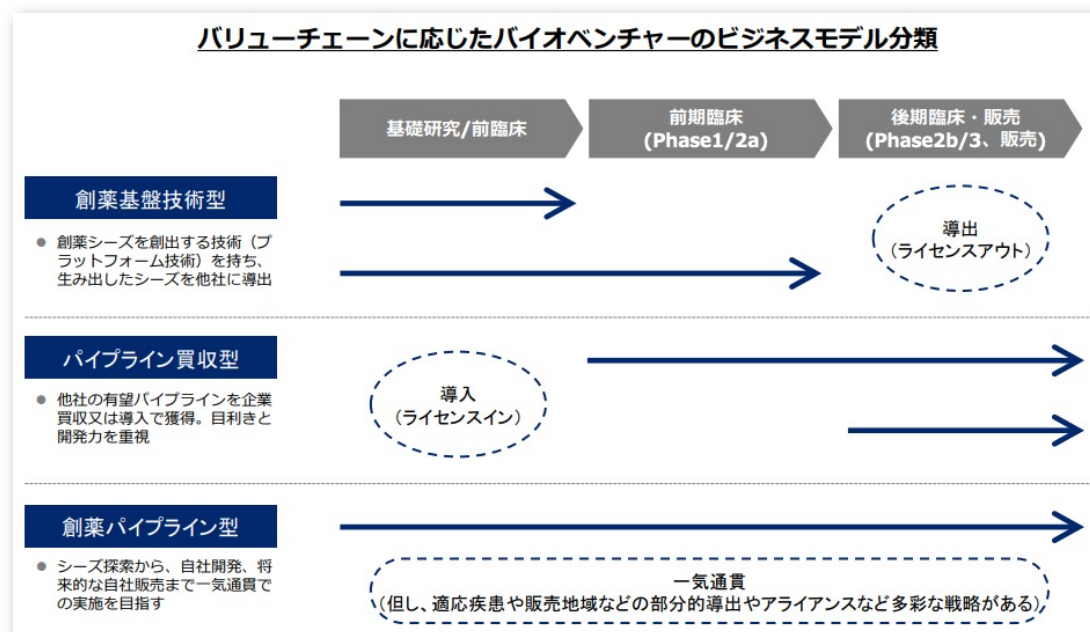 バリューチェーンに応じたバイオベンチャーのビジネスモデル分類
基礎研究/前臨床
前期臨床
(Phase1/2a)
後期臨床・販売
(Phase2b/3、販売)
創薬基盤技術型
● 創薬シーズを創出する技術（プ
ラットフォーム技術）を持ち、
生み出したシーズを他社に導出
導出
（ライセンスアウト）
パイプライン買収型
● 他社の有望パイプラインを企業
買収又は導入で獲得。目利きと
開発力を重視
導入
（ライセンスイン）
創薬パイプライン型
● シーズ探索から、自社開発、将
来的な自社販売まで一気通貫で
の実施を目指す
一気通貫
（但し、適応疾患や販売地域などの部分的導出やアライアンスなど多彩な戦略がある）